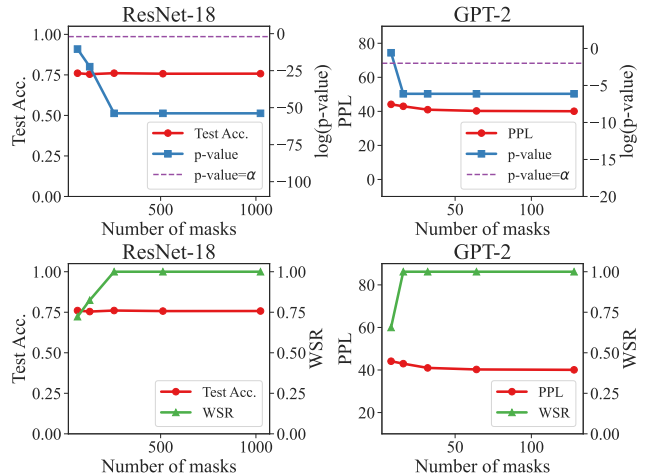 ResNet-18
GPT-2
1.00
0.75
0.50
0.25
0.00
Test Acc.
0
−25
−50
−75
−100
log(p-value)
Test Acc.
p-value
p-value=α
500
1000
Number of masks
80
60
40
20
0
PPL
0
−5
−10
−15
−20
log(p-value)
PPL
p-value
p-value=α
50
100
Number of masks
ResNet-18
GPT-2
1.00
0.75
0.50
0.25
0.00
Test Acc.
1.00
0.75
0.50
0.25
0.00
WSR
Test Acc.
WSR
500
1000
Number of masks
80
60
40
20
PPL
1.00
0.75
0.50
0.25
0.00
WSR
PPL
WSR
50
100
Number of masks